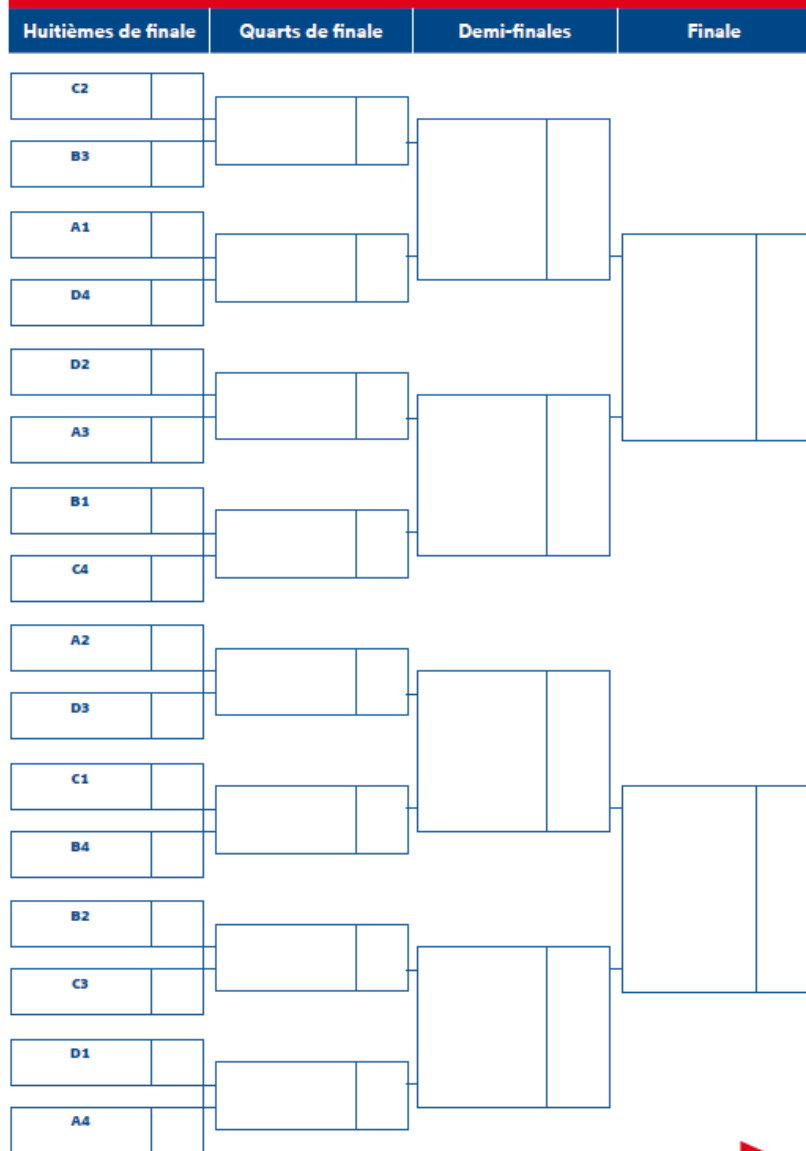 Huitièmes de finale Quarts de finale Demi-finales Finale
C2
B3
A1
D4
D2
A3
B1
C4
A2
D3
C1
B4
B2
C3
D1
A4